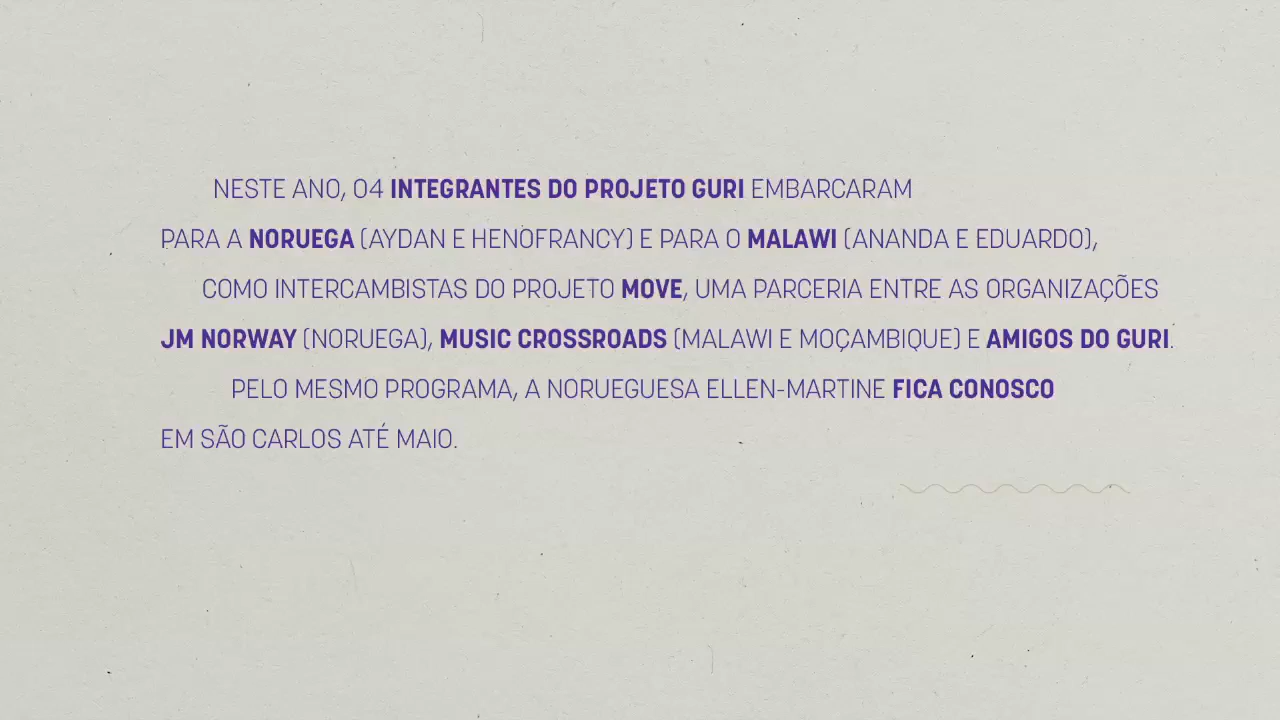 NESTE ANO, 04 INTEGRANTES DO PROJETO GURI EMBARCARAM
PARA A NORUEGA (AYDAN E HENOFRANCY) E PARA O MALAWI (ANANDA E EDUARDO),
COMO INTERCAMBISTAS DO PROJETO MOVE, UMA PARCERIA ENTRE AS ORGANIZAÇÕES
JM NORWAY (NORUEGA), MUSIC CROSSROADS (MALAWI E MOÇAMBIQUE) E AMIGOS DO GURI.
PELO MESMO PROGRAMA, A NORUEGUESA ELLEN-MARTINE FICA CONOSCO
EM SÃO CARLOS ATÉ MAIO.